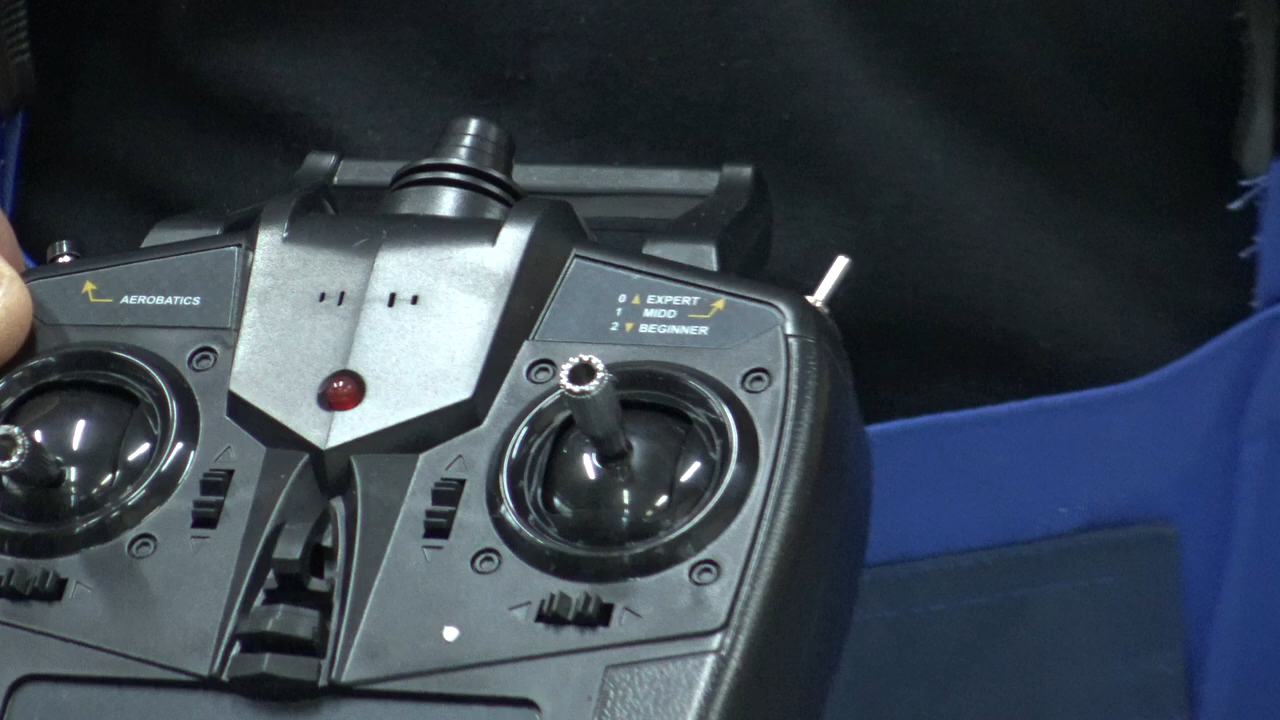 AEROBATICS
0 ▲ EXPERT
1 MIDD
2 ▼ BEGINNER